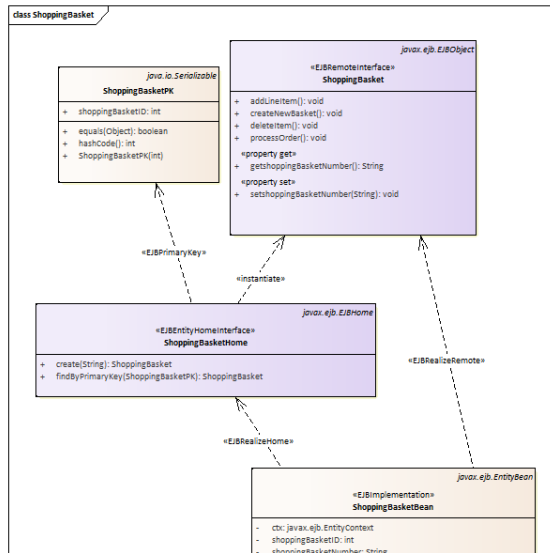 class ShoppingBasket
java.io.Serializable
ShoppingBasketPK
+ shoppingBasketID: int
+ equals(Object): boolean
+ hashCode(): int
+ ShoppingBasketPK(int)
javax.ejb.EJBObject
«EJBRemoteInterface»
ShoppingBasket
+ addLineItem(): void
+ createNewBasket(): void
+ deleteItem(): void
+ processOrder(): void
«property get»
+ getshoppingBasketNumber(): String
«property set»
+ setshoppingBasketNumber(String): void
«EJBPrimaryKey»
«instantiate»
javax.ejb.EJBHome
«EJBEntityHomeInterface»
ShoppingBasketHome
+ create(String): ShoppingBasket
+ findByPrimaryKey(ShoppingBasketPK): ShoppingBasket
«EJBRealizeRemote»
«EJBRealizeHome»
javax.ejb.EntityBean
«EJBImplementation»
ShoppingBasketBean
- ctx: javax.ejb.EntityContext
- shoppingBasketID: int
- shoppingBasketNumber: String